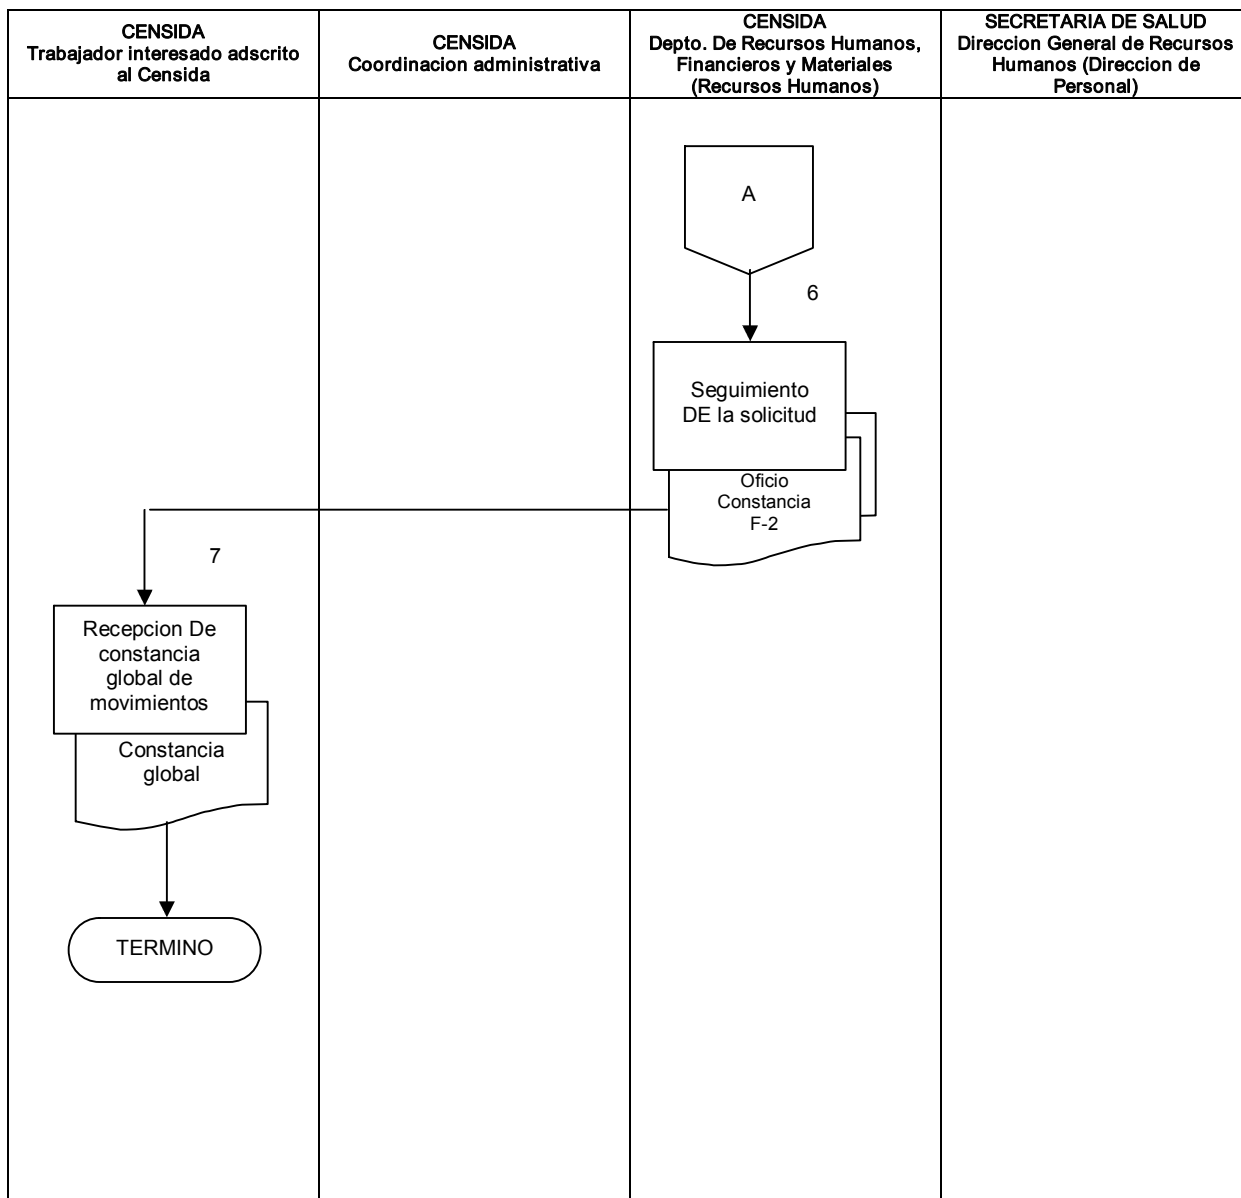 CENSIDA
Trabajador interesado adscrito
al Censida
CENSIDA
Coordinacion administrativa
CENSIDA
Depto. De Recursos Humanos,
Financieros y Materiales
(Recursos Humanos)
SECRETARIA DE SALUD
Direccion General de Recursos
Humanos (Direccion de
Personal)
A
6
Seguimiento
DE la solicitud
Oficio
Constancia
F-2
7
Recepcion De
constancia
global de
movimientos
Constancia
global
TERMINO